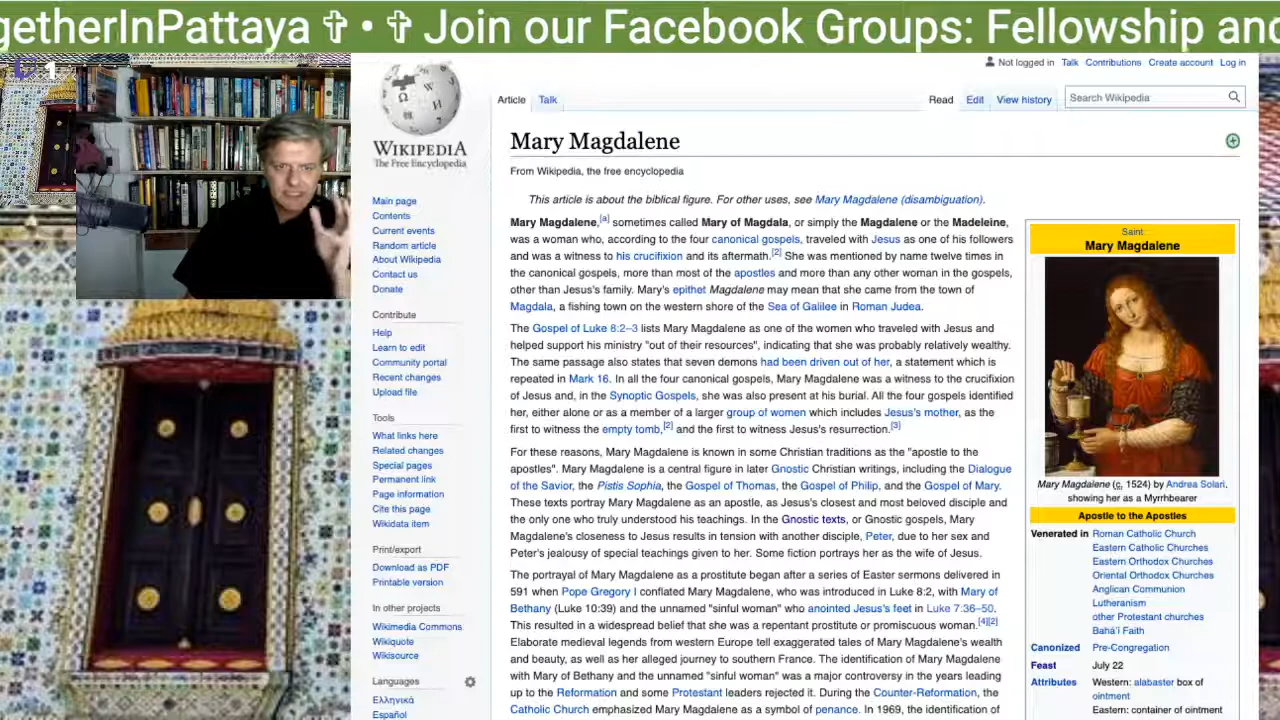 getherInPattaya ✞ • ✞ Join our Facebook Groups: Fellowship and
1
Not logged in Talk Contributions Create account Log in
Article Talk Read Edit View history Search Wikipedia
WIKIPEDIA
The Free Encyclopedia
Main page
Contents
Current events
Random article
About Wikipedia
Contact us
Donate
Contribute
Help
Learn to edit
Community portal
Recent changes
Upload file
Tools
What links here
Related changes
Special pages
Permanent link
Page information
Cite this page
Wikidata item
Print/export
Download as PDF
Printable version
In other projects
Wikimedia Commons
Wikiquote
Wikisource
Languages
Ελληνικά
Español
Mary Magdalene
From Wikipedia, the free encyclopedia
This article is about the biblical figure. For other uses, see Mary Magdalene (disambiguation).
Mary Magdalene,[a] sometimes called Mary of Magdala, or simply the Magdalene or the Madeleine,
was a woman who, according to the four canonical gospels, traveled with Jesus as one of his followers
and was a witness to his crucifixion and its aftermath.[2] She was mentioned by name twelve times in
the canonical gospels, more than most of the apostles and more than any other woman in the gospels,
other than Jesus's family. Mary's epithet Magdalene may mean that she came from the town of
Magdala, a fishing town on the western shore of the Sea of Galilee in Roman Judea.
The Gospel of Luke 8:2–3 lists Mary Magdalene as one of the women who traveled with Jesus and
helped support his ministry "out of their resources", indicating that she was probably relatively wealthy.
The same passage also states that seven demons had been driven out of her, a statement which is
repeated in Mark 16. In all the four canonical gospels, Mary Magdalene was a witness to the crucifixion
of Jesus and, in the Synoptic Gospels, she was also present at his burial. All the four gospels identified
her, either alone or as a member of a larger group of women which includes Jesus's mother, as the
first to witness the empty tomb,[2] and the first to witness Jesus's resurrection.[3]
For these reasons, Mary Magdalene is known in some Christian traditions as the "apostle to the
apostles". Mary Magdalene is a central figure in later Gnostic Christian writings, including the Dialogue
of the Savior, the Pistis Sophia, the Gospel of Thomas, the Gospel of Philip, and the Gospel of Mary.
These texts portray Mary Magdalene as an apostle, as Jesus's closest and most beloved disciple and
the only one who truly understood his teachings. In the Gnostic texts, or Gnostic gospels, Mary
Magdalene's closeness to Jesus results in tension with another disciple, Peter, due to her sex and
Peter's jealousy of special teachings given to her. Some fiction portrays her as the wife of Jesus.
The portrayal of Mary Magdalene as a prostitute began after a series of Easter sermons delivered in
591 when Pope Gregory I conflated Mary Magdalene, who was introduced in Luke 8:2, with Mary of
Bethany (Luke 10:39) and the unnamed "sinful woman" who anointed Jesus's feet in Luke 7:36–50.
This resulted in a widespread belief that she was a repentant prostitute or promiscuous woman.[4][2]
Elaborate medieval legends from western Europe tell exaggerated tales of Mary Magdalene's wealth
and beauty, as well as her alleged journey to southern France. The identification of Mary Magdalene
with Mary of Bethany and the unnamed "sinful woman" was a major controversy in the years leading
up to the Reformation and some Protestant leaders rejected it. During the Counter-Reformation, the
Catholic Church emphasized Mary Magdalene as a symbol of penance. In 1969, the identification of
Saint
Mary Magdalene
Mary Magdalene (c. 1524) by Andrea Solari,
showing her as a Myrrhbearer
Apostle to the Apostles
Venerated in Roman Catholic Church
Eastern Catholic Churches
Eastern Orthodox Churches
Oriental Orthodox Churches
Anglican Communion
Lutheranism
other Protestant churches
Bahá'í Faith
Canonized Pre-Congregation
Feast July 22
Attributes Western: alabaster box of
ointment
Eastern: container of ointment